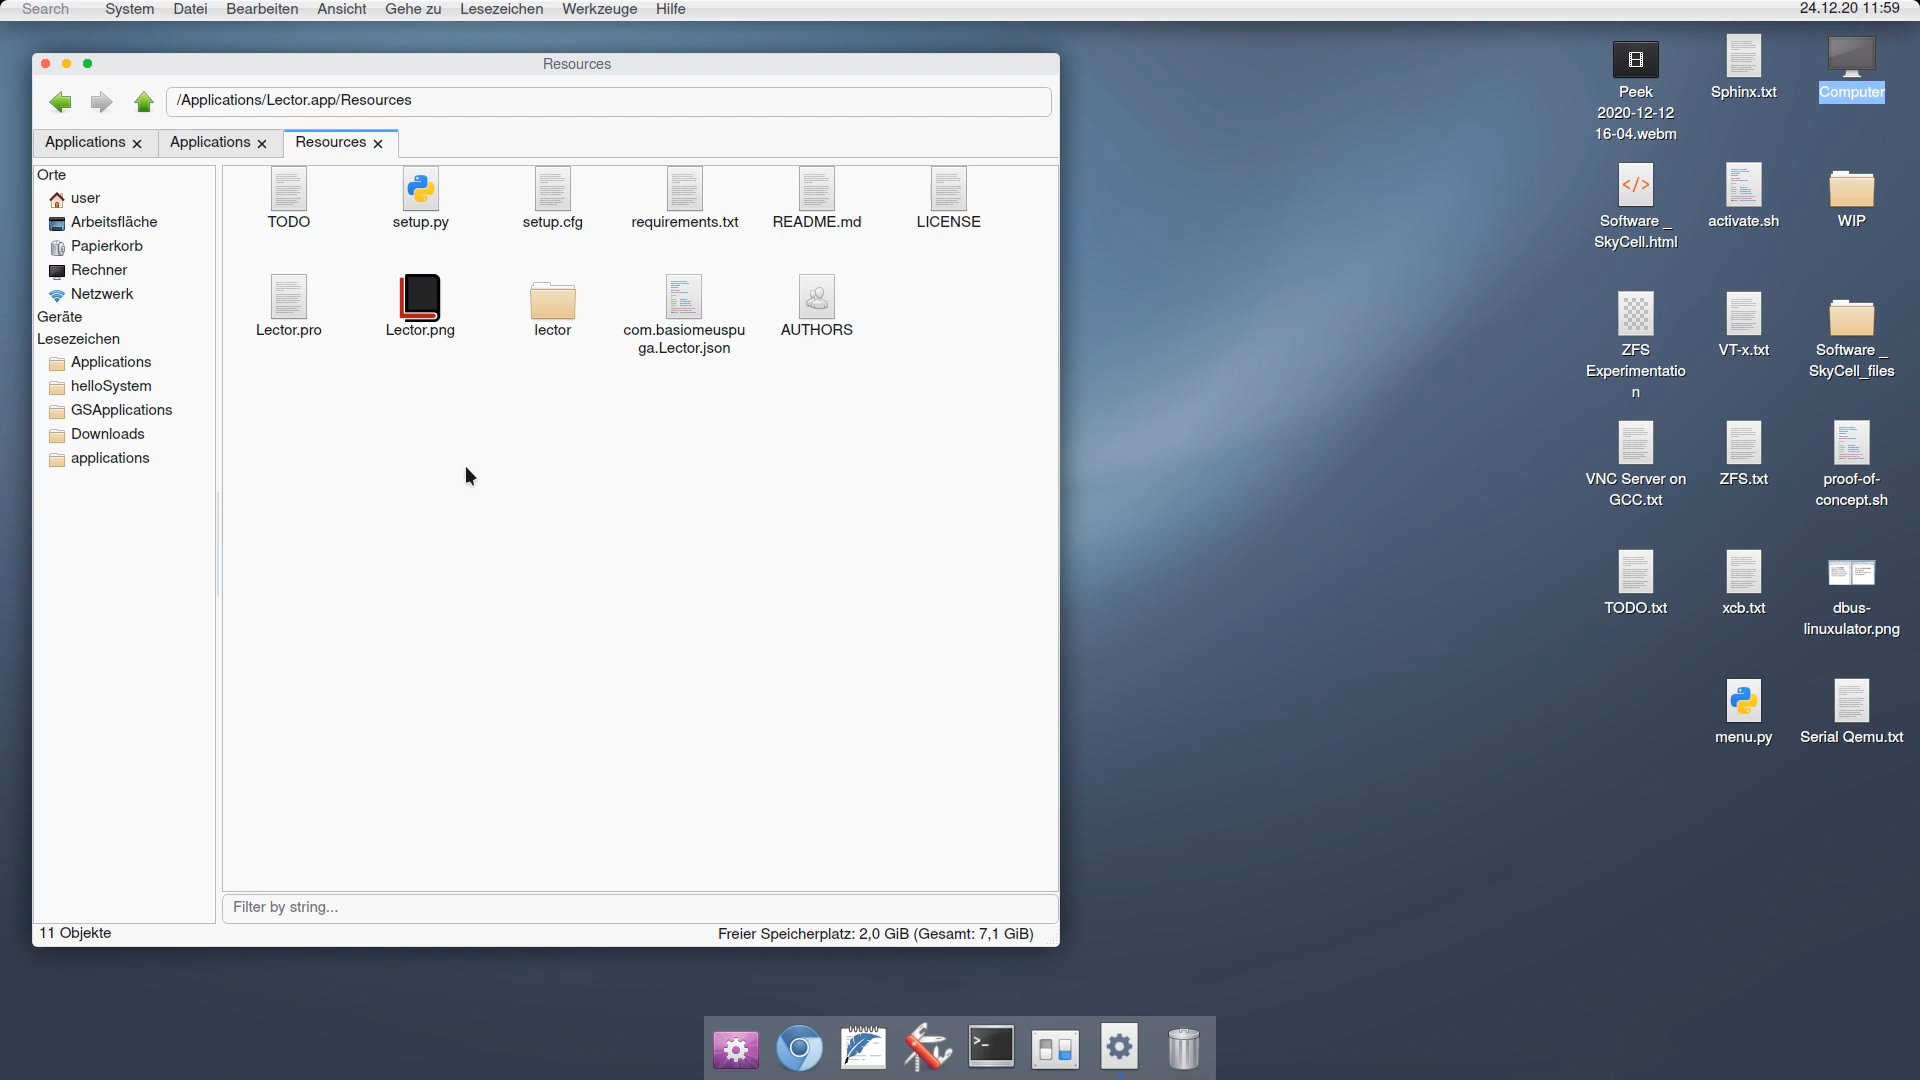 Search System Datei Bearbeiten Ansicht Gehe zu Lesezeichen Werkzeuge Hilfe 24.12.20 11:59
Resources
/Applications/Lector.app/Resources
Applications Applications Resources
Orte
user
Arbeitsfläche
Papierkorb
Rechner
Netzwerk
Geräte
Lesezeichen
Applications
helloSystem
GSApplications
Downloads
applications
TODO setup.py setup.cfg requirements.txt README.md LICENSE
Lector.pro Lector.png lector com.basiomeuspu AUTHORS
ga.Lector.json
Filter by string...
11 Objekte Freier Speicherplatz: 2,0 GiB (Gesamt: 7,1 GiB)
Peek Sphinx.txt Computer
2020-12-12
16-04.webm
Software _ activate.sh WIP
SkyCell.html
ZFS VT-x.txt Software _
Experimentatio SkyCell_files
n
VNC Server on ZFS.txt proof-of-
GCC.txt concept.sh
TODO.txt xcb.txt dbus-
linuxulator.png
menu.py Serial Qemu.txt